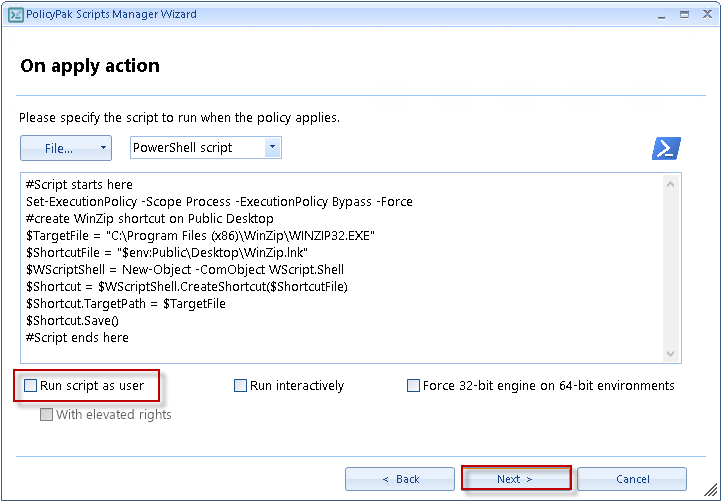 PolicyPak Scripts Manager Wizard
On apply action
Please specify the script to run when the policy applies.
File...
PowerShell script
#Script starts here
Set-ExecutionPolicy -Scope Process -ExecutionPolicy Bypass -Force
#create WinZip shortcut on Public Desktop
$TargetFile = "C:\Program Files (x86)\WinZip\WINZIP32.EXE"
$ShortcutFile = "$env:Public\Desktop\WinZip.lnk"
$WScriptShell = New-Object -ComObject WScript.Shell
$Shortcut = $WScriptShell.CreateShortcut($ShortcutFile)
$Shortcut.TargetPath = $TargetFile
$Shortcut.Save()
#Script ends here
Run script as user
Run interactively
Force 32-bit engine on 64-bit environments
With elevated rights
< Back
Next >
Cancel